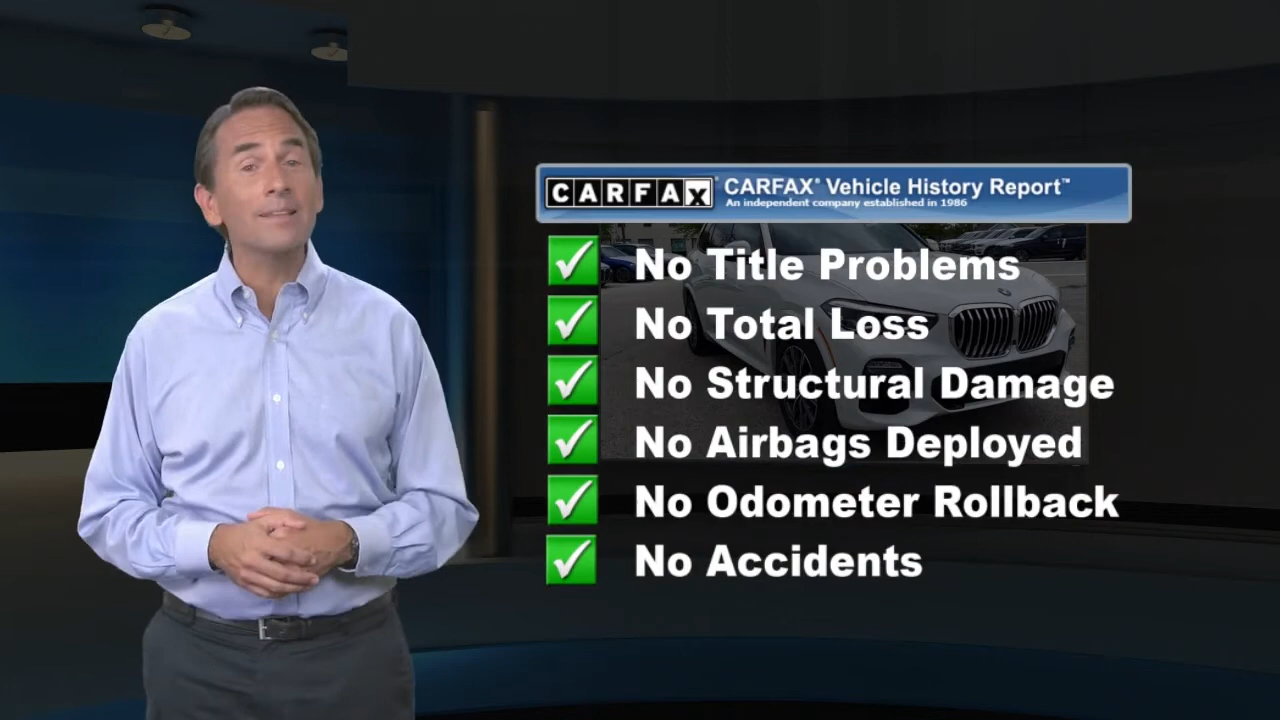 CARFAX
CARFAX® Vehicle History Report™
An independent company established in 1986
No Title Problems
No Total Loss
No Structural Damage
No Airbags Deployed
No Odometer Rollback
No Accidents